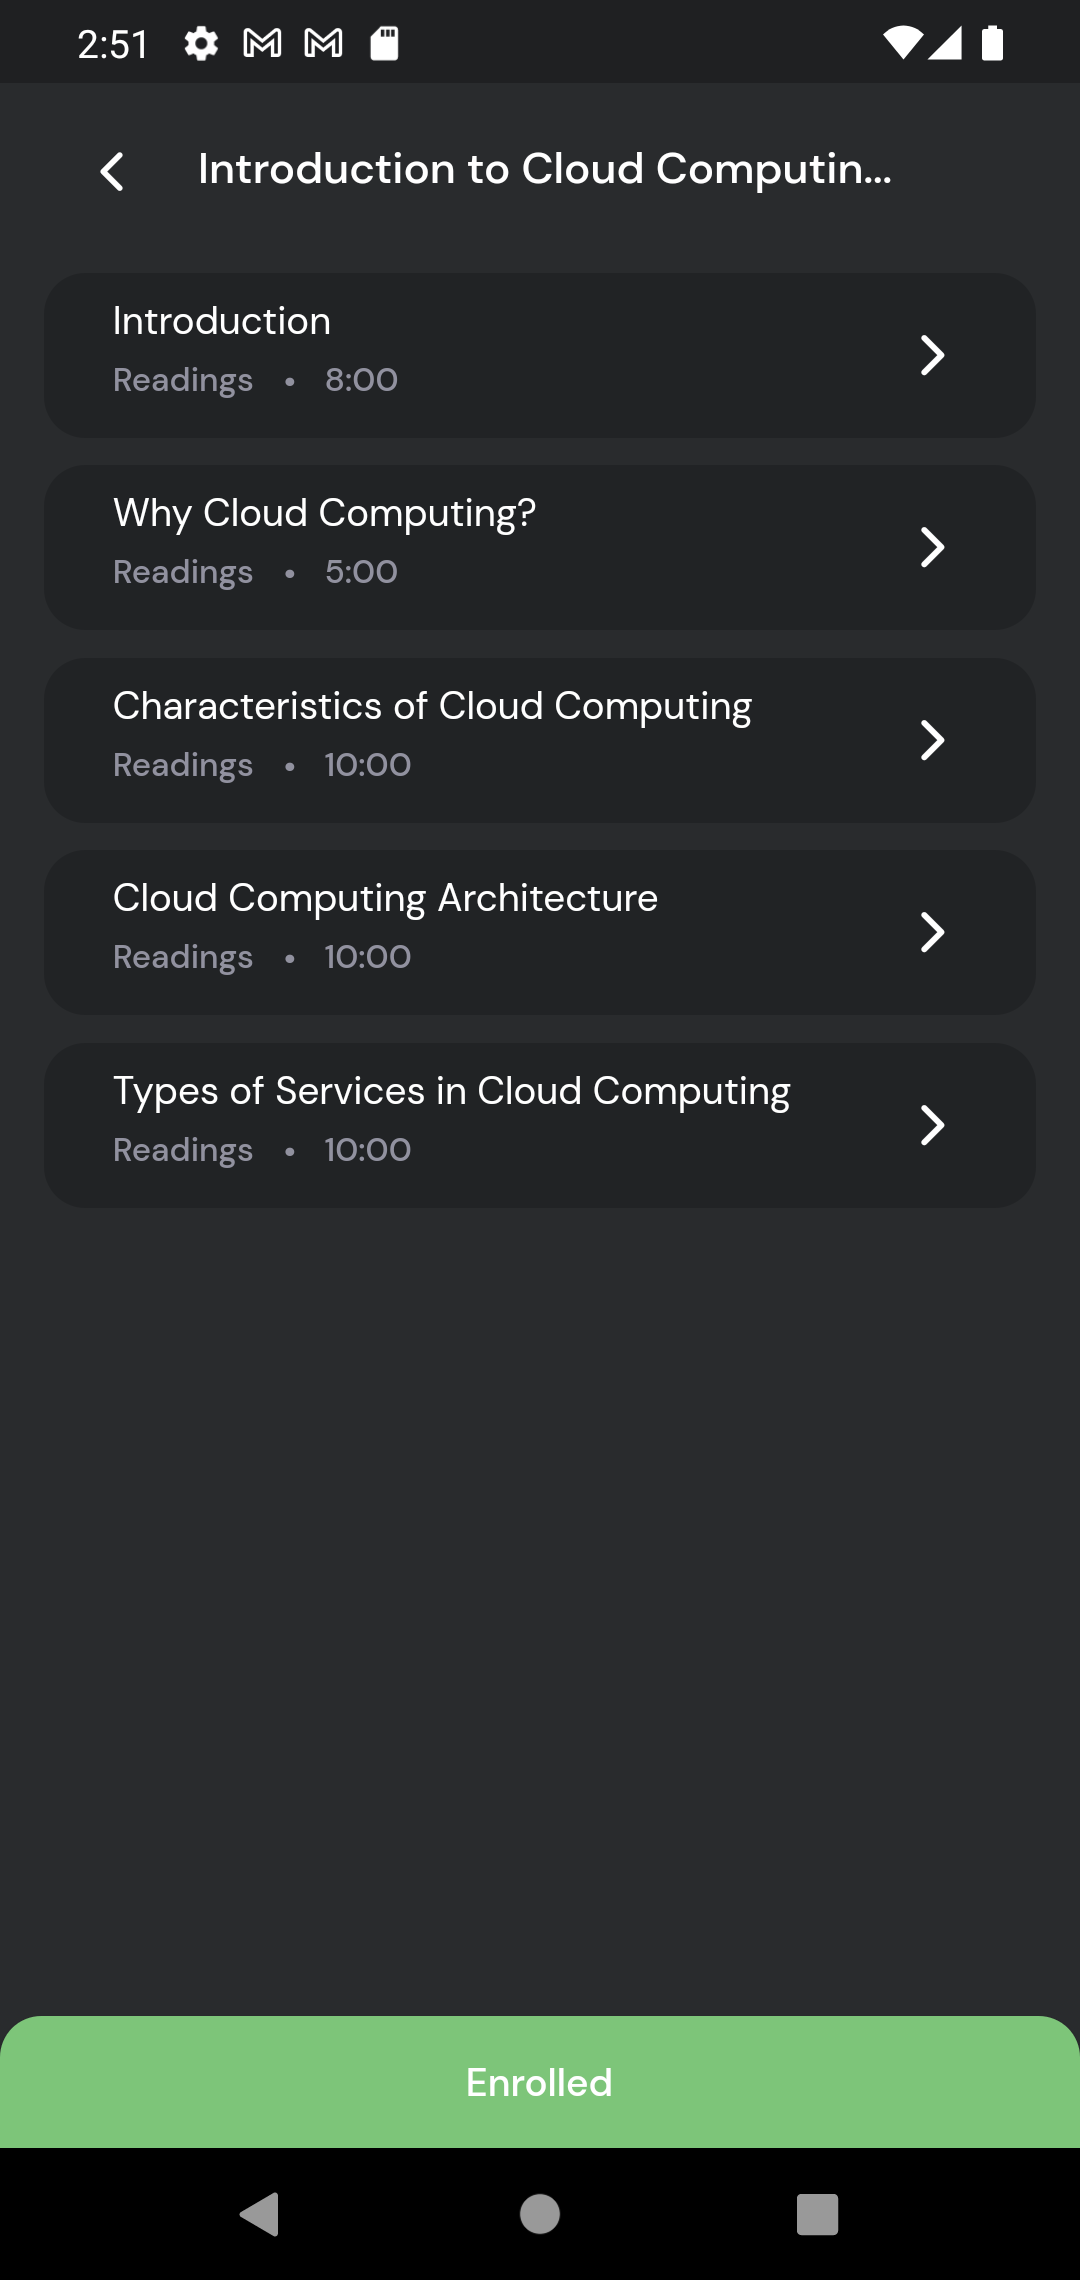 2:51
Introduction to Cloud Computin...
Introduction
Readings • 8:00
Why Cloud Computing?
Readings • 5:00
Characteristics of Cloud Computing
Readings • 10:00
Cloud Computing Architecture
Readings • 10:00
Types of Services in Cloud Computing
Readings • 10:00
Enrolled